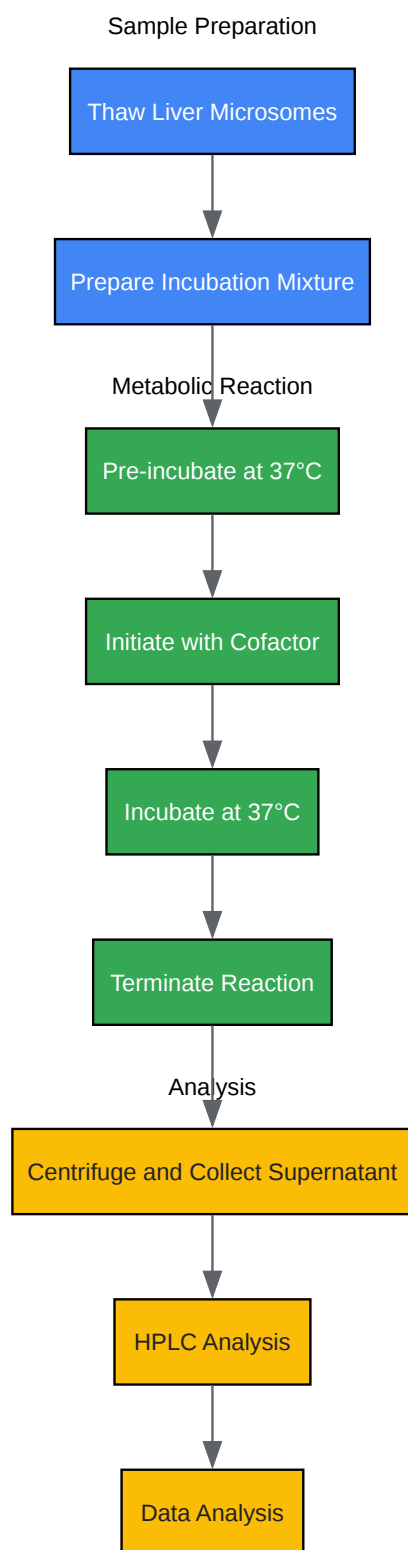 Sample Preparation
Thaw Liver Microsomes
Prepare Incubation Mixture
Metabolic Reaction
Pre-incubate at 37°C
Initiate with Cofactor
Incubate at 37°C
Terminate Reaction
Analysis
Centrifuge and Collect Supernatant
HPLC Analysis
Data Analysis